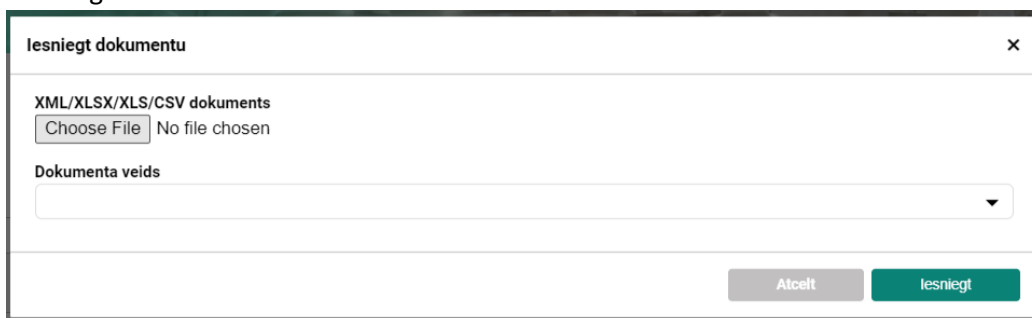 Iesniegt dokumentu
×
XML/XLSX/XLS/CSV dokuments
Choose File No file chosen
Dokumenta veids
Atcelt Iesniegt